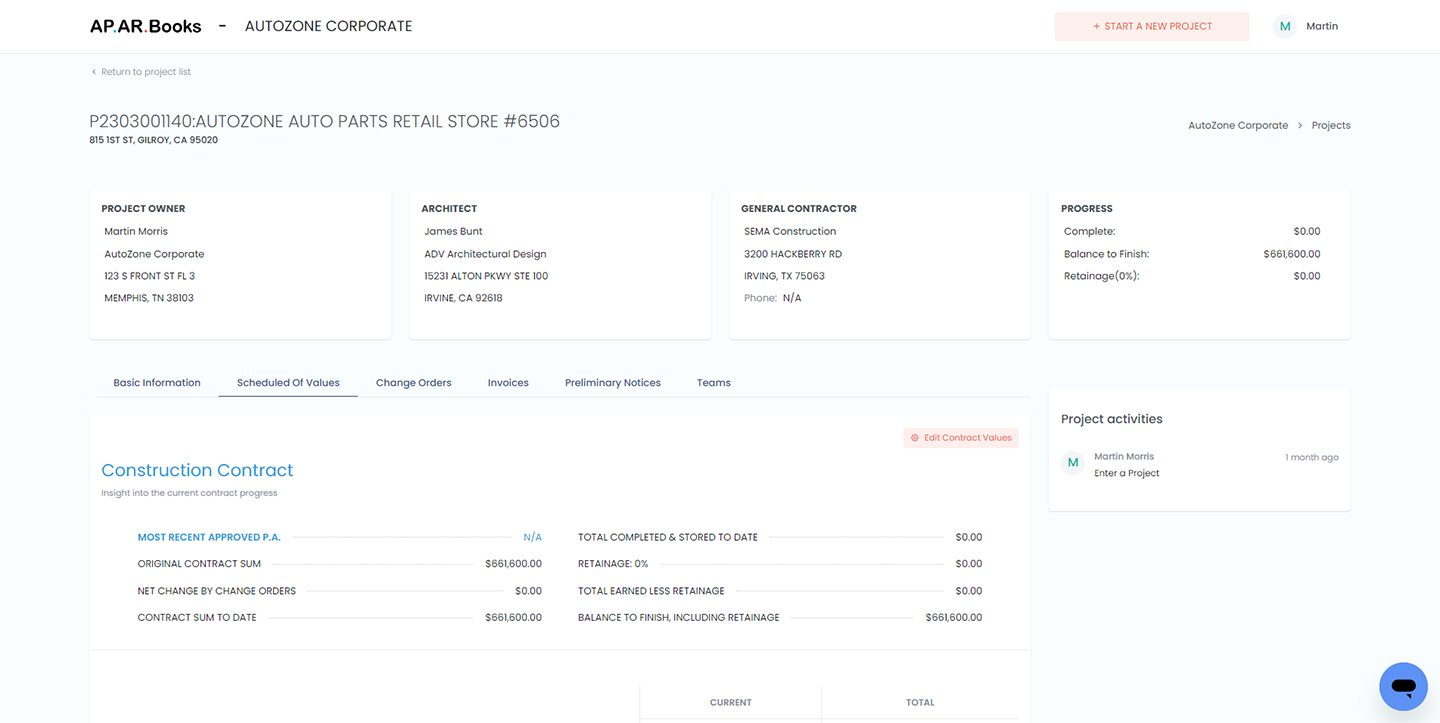 AP.AR.Books - AUTOZONE CORPORATE
+ START A NEW PROJECT
M Martin
< Return to project list
P2303001140:AUTOZONE AUTO PARTS RETAIL STORE #6506
815 1ST ST, GILROY, CA 95020
AutoZone Corporate > Projects
PROJECT OWNER
Martin Morris
AutoZone Corporate
123 S FRONT ST FL 3
MEMPHIS, TN 38103
ARCHITECT
James Bunt
ADV Architectural Design
15231 ALTON PKWY STE 100
IRVINE, CA 92618
GENERAL CONTRACTOR
SEMA Construction
3200 HACKBERRY RD
IRVING, TX 75063
Phone: N/A
PROGRESS
Complete: $0.00
Balance to Finish: $661,600.00
Retainage(0%): $0.00
Basic Information Scheduled Of Values Change Orders Invoices Preliminary Notices Teams
Edit Contract Values
Construction Contract
Insight into the current contract progress
MOST RECENT APPROVED P.A. N/A
ORIGINAL CONTRACT SUM $661,600.00
NET CHANGE BY CHANGE ORDERS $0.00
CONTRACT SUM TO DATE $661,600.00
TOTAL COMPLETED & STORED TO DATE $0.00
RETAINAGE: 0% $0.00
TOTAL EARNED LESS RETAINAGE $0.00
BALANCE TO FINISH, INCLUDING RETAINAGE $661,600.00
CURRENT TOTAL
Project activities
M Martin Morris 1 month ago
Enter a Project